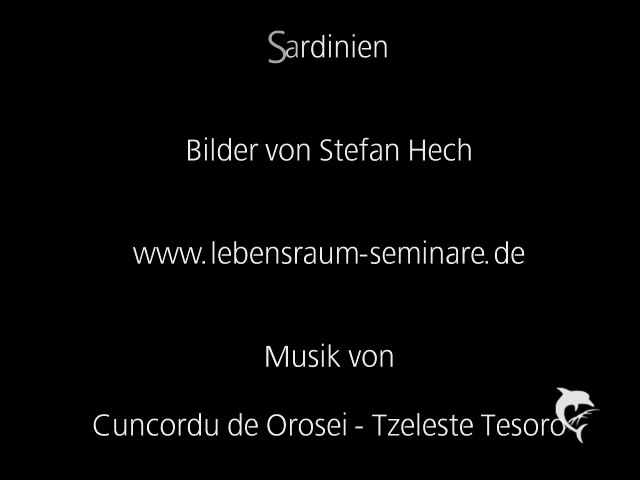 Sardinien
Bilder von Stefan Hech
www.lebensraum-seminare.de
Musik von
Cuncordu de Orosei - Tzeleste Tesoro